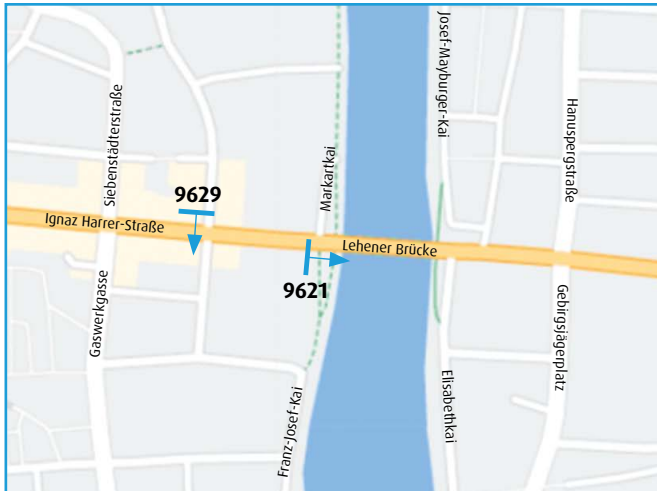 Josef-Mayburger-Kai
Siebenstädterstraße
Hanuspergstraße
Markartkai
9629
Ignaz Harrer-Straße
Lehener Brücke
9621
Gaswerkgasse
Gebirgsjägerplatz
Franz-Josef-Kai
Elisabethkai